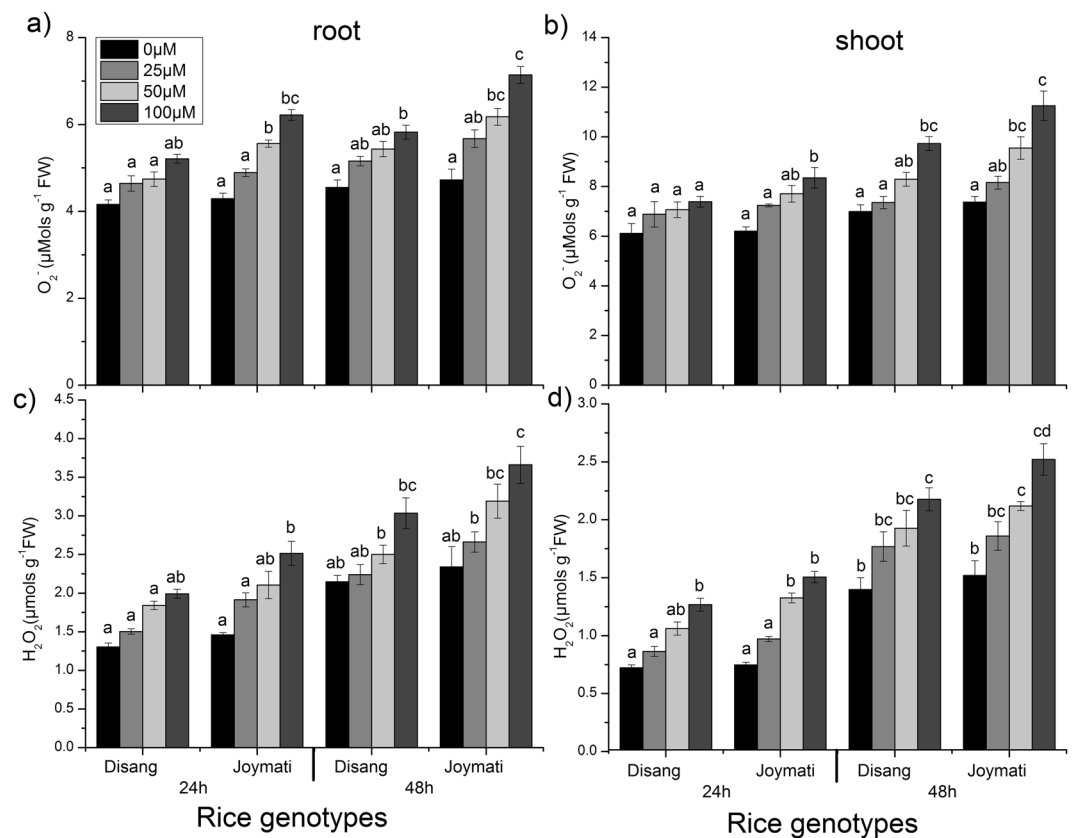 a)
root
0µM
25µM
50µM
100µM
O₂⁻(µMols g⁻¹ FW)
8
6
4
2
0
a a a ab
a a b bc
a ab ab b
a ab bc c
b)
shoot
O₂⁻(µMols g⁻¹ FW)
14
12
10
8
6
4
2
0
a a a a
a a ab b
a a ab bc
a ab bc c
c)
H₂O₂(µmols g⁻¹FW)
4.5
4.0
3.5
3.0
2.5
2.0
1.5
1.0
0.5
0.0
a a a ab
a a ab b
ab ab b bc
ab b bc c
Disang Joymati Disang Joymati
24h 48h
Rice genotypes
d)
H₂O₂(µmols g⁻¹FW)
3.0
2.5
2.0
1.5
1.0
0.5
0.0
a a ab b
a a b b
b bc bc c
b bc c cd
Disang Joymati Disang Joymati
24h 48h
Rice genotypes